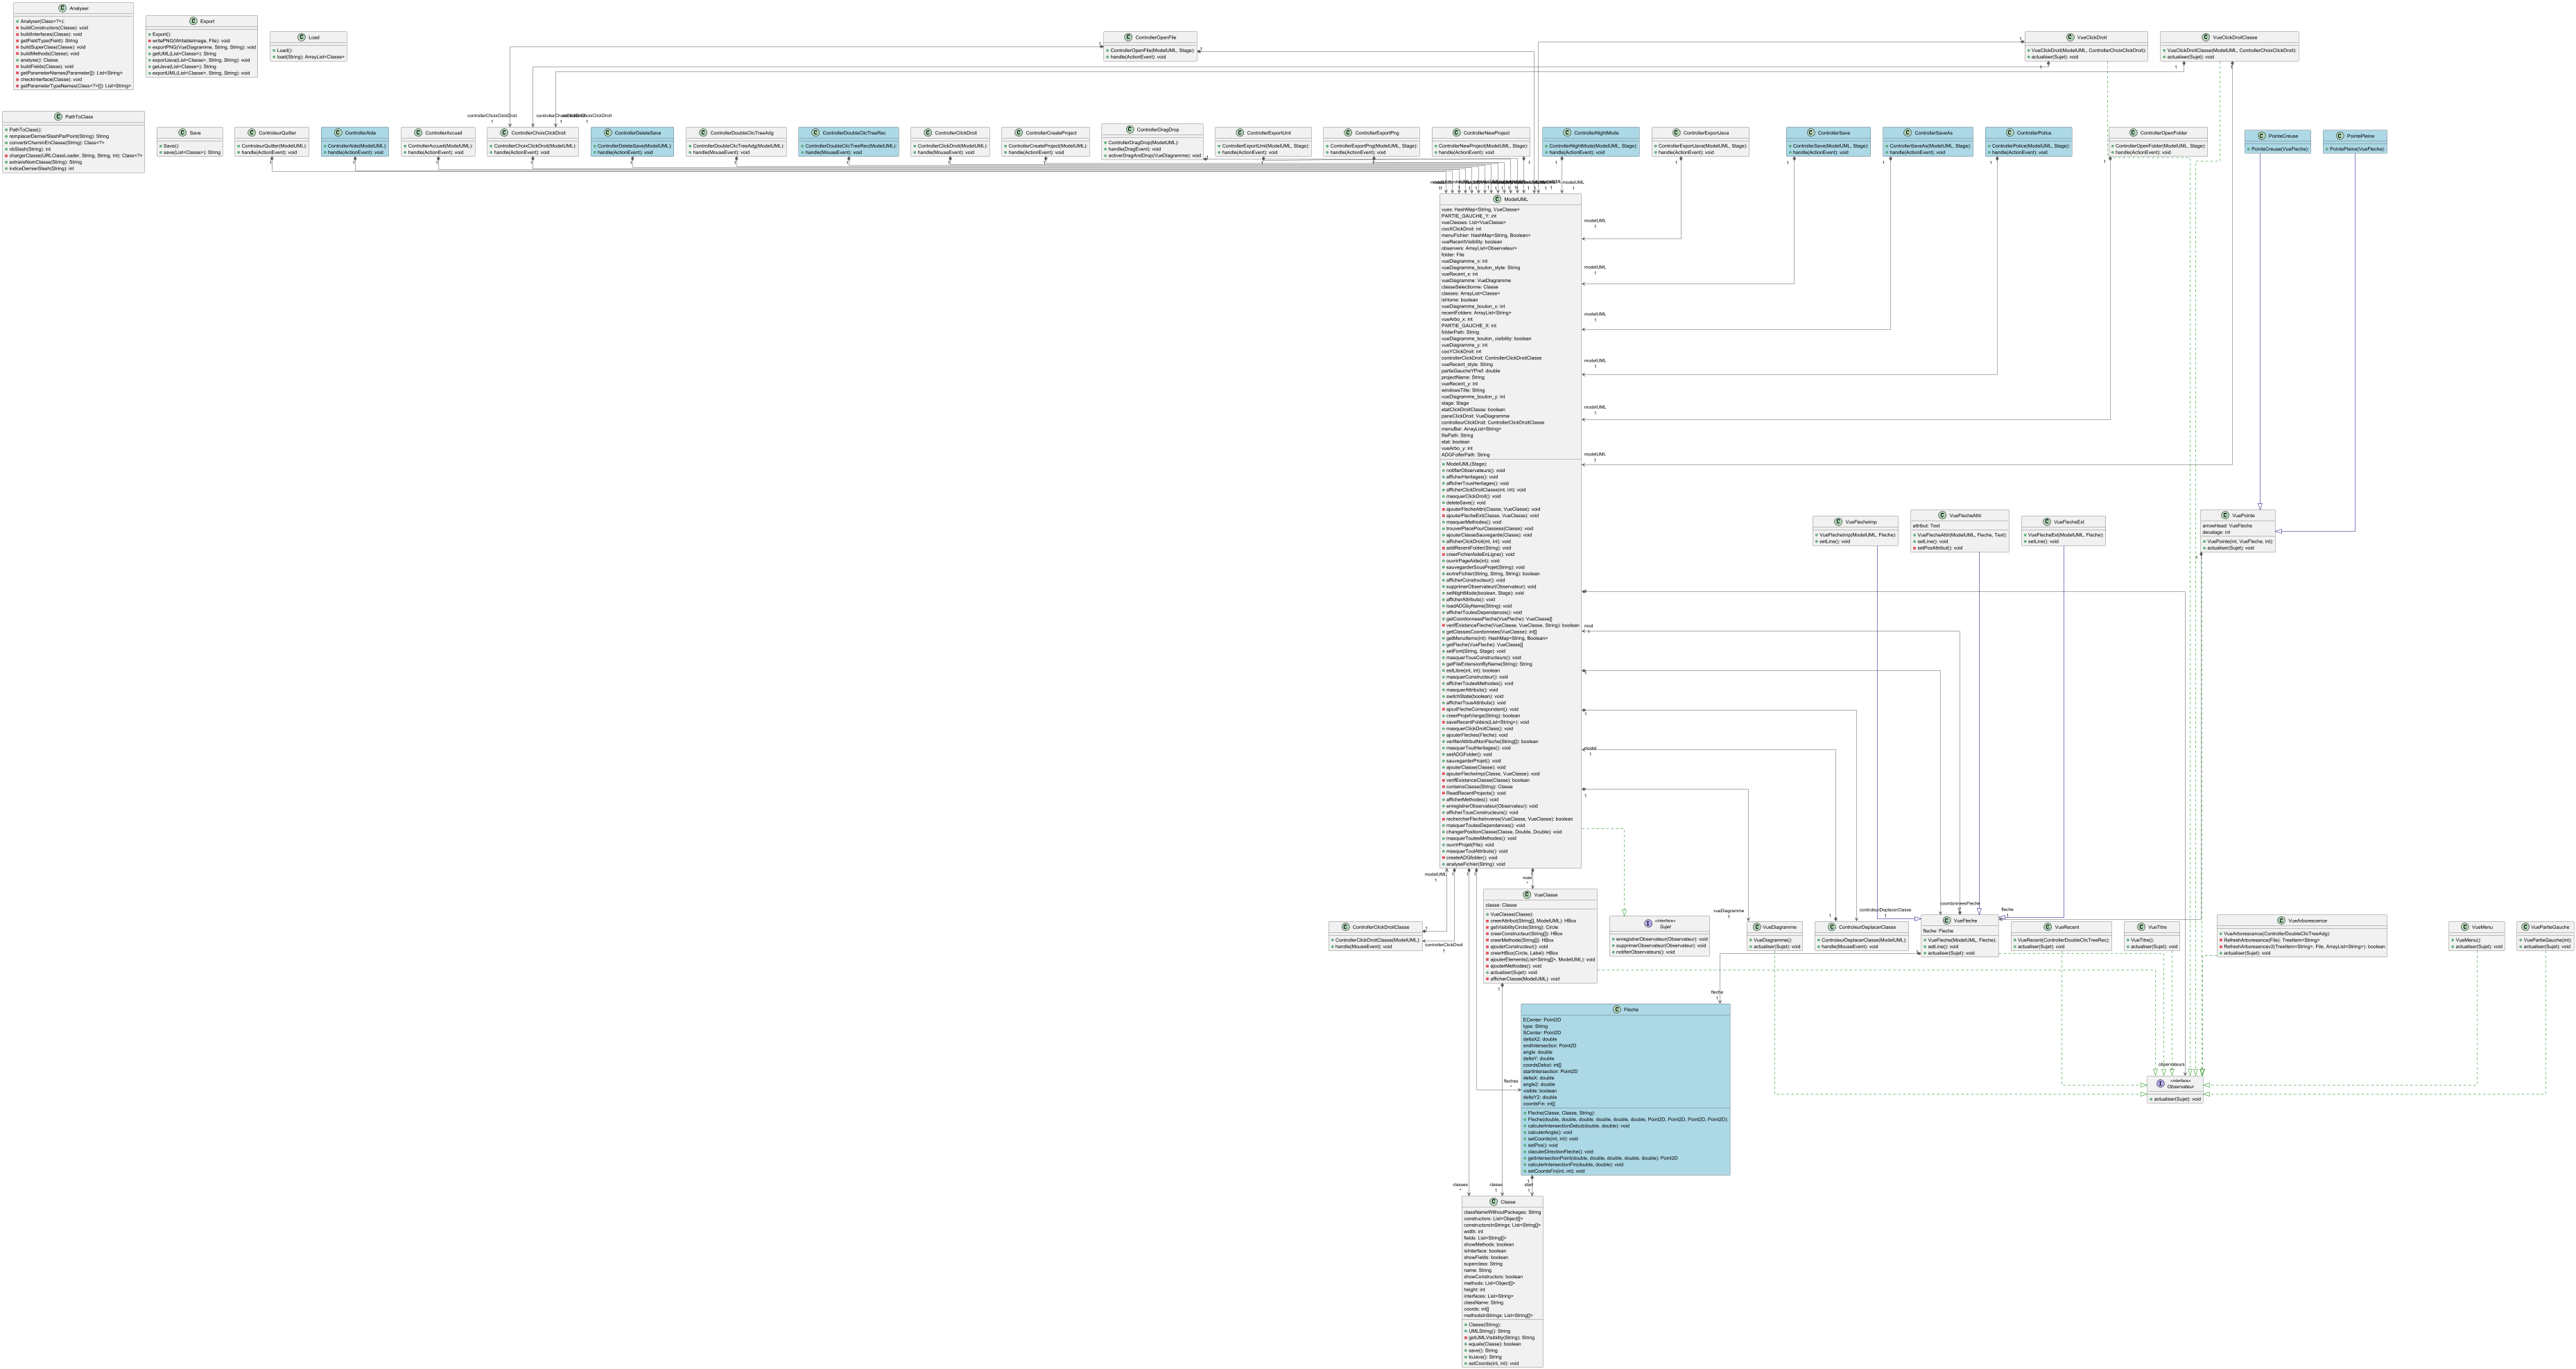 Analyser
Analyser(Class<?>):
buildConstructors(Classe): void
buildInterfaces(Classe): void
getFieldType(Field): String
buildSuperClass(Classe): void
buildMethods(Classe): void
analyse(): Classe
buildFields(Classe): void
getParameterNames(Parameter[]): List<String>
checkInterface(Classe): void
getParameterTypeNames(Class<?>[]): List<String>
Export
Export():
writePNG(WritableImage, File): void
exportPNG(VueDiagramme, String, String): void
getUML(List<Classe>): String
exportJava(List<Classe>, String, String): void
getJava(List<Classe>): String
exportUML(List<Classe>, String, String): void
Load
Load():
load(String): ArrayList<Classe>
ControllerOpenFile
ControllerOpenFile(ModelUML, Stage):
handle(ActionEvent): void
VueClickDroit
VueClickDroit(ModelUML, ControllerChoixClickDroit):
actualiser(Sujet): void
VueClickDroitClasse
VueClickDroitClasse(ModelUML, ControllerChoixClickDroit):
actualiser(Sujet): void
controllerChoixClickDroit
1
PathToClass
PathToClass():
remplacerDernierSlashParPoint(String): String
convertirCheminEnClasse(String): Class<?>
nbSlash(String): int
chargerClasse(URLClassLoader, String, String, int): Class<?>
extraireNomClasse(String): String
indiceDernierSlash(String): int
Save
Save():
save(List<Classe>): String
ControleurQuitter
ControleurQuitter(ModelUML):
handle(ActionEvent): void
ControllerAide
ControllerAide(ModelUML):
handle(ActionEvent): void
ControllerAccueil
ControllerAccueil(ModelUML):
handle(ActionEvent): void
ControllerChoixClickDroit
ControllerChoixClickDroit(ModelUML):
handle(ActionEvent): void
ControllerDeleteSave
ControllerDeleteSave(ModelUML):
handle(ActionEvent): void
ControllerDoubleClicTreeAdg
ControllerDoubleClicTreeAdg(ModelUML):
handle(MouseEvent): void
ControllerDoubleClicTreeRec
ControllerDoubleClicTreeRec(ModelUML):
handle(MouseEvent): void
ControllerClickDroit
ControllerClickDroit(ModelUML):
handle(MouseEvent): void
ControllerCreateProject
ControllerCreateProject(ModelUML):
handle(ActionEvent): void
ControllerDragDrop
ControllerDragDrop(ModelUML):
handle(DragEvent): void
activerDragAndDrop(VueDiagramme): void
ControllerExportUml
ControllerExportUml(ModelUML, Stage):
handle(ActionEvent): void
ControllerExportPng
ControllerExportPng(ModelUML, Stage):
handle(ActionEvent): void
ControllerNewProject
ControllerNewProject(ModelUML, Stage):
handle(ActionEvent): void
ControllerNightMode
ControllerNightMode(ModelUML, Stage):
handle(ActionEvent): void
ControllerExportJava
ControllerExportJava(ModelUML, Stage):
handle(ActionEvent): void
ControllerSave
ControllerSave(ModelUML, Stage):
handle(ActionEvent): void
ControllerSaveAs
ControllerSaveAs(ModelUML, Stage):
handle(ActionEvent): void
ControllerPolice
ControllerPolice(ModelUML, Stage):
handle(ActionEvent): void
ControllerOpenFolder
ControllerOpenFolder(ModelUML, Stage):
handle(ActionEvent): void
PointeCreuse
PointeCreuse(VueFleche):
PointePleine
PointePleine(VueFleche):
modelUML
1
ModelUML
vues: HashMap<String, VueClasse>
PARTIE_GAUCHE_Y: int
vueClasses: List<VueClasse>
cooXClickDroit: int
menuFichier: HashMap<String, Boolean>
vueRecentVisibility: boolean
observers: ArrayList<Observateur>
folder: File
vueDiagramme_x: int
vueDiagramme_bouton_style: String
vueRecent_x: int
vueDiagramme: VueDiagramme
classeSelectionne: Classe
classes: ArrayList<Classe>
isHome: boolean
vueDiagramme_bouton_x: int
recentFolders: ArrayList<String>
vueArbo_x: int
PARTIE_GAUCHE_X: int
folderPath: String
vueDiagramme_bouton_visibility: boolean
vueDiagramme_y: int
cooYClickDroit: int
controllerClickDroit: ControllerClickDroitClasse
vueRecent_style: String
partieGaucheYPref: double
projectName: String
vueRecent_y: int
windowsTitle: String
vueDiagramme_bouton_y: int
stage: Stage
statClickDroitClasse: boolean
paneClickDroit: VueDiagramme
controlleurClickDroit: ControllerClickDroitClasse
menuBar: ArrayList<String>
filePath: String
etat: boolean
vueArbo_y: int
ADGFollerPath: String
ModelUML(Stage):
notifierObservateurs(): void
afficherHeritages(): void
afficherTousHeritages(): void
afficherClickDroitClasse(int, int): void
masquerClickDroit(): void
deleteSave(): void
ajouterFlecheAttri(Classe, VueClasse): void
ajouterFlecheExt(Classe, VueClasse): void
masquerMethodes(): void
trouverPlacePourClassess(Classe): void
ajouterClasseSauvegarde(Classe): void
afficherClickDroit(int, int): void
addRecentFolder(String): void
creerFichierAideEnLigne(): void
ouvrirPageAide(int): void
sauveganterSousProjet(String): void
ecrireFichier(String, String, String): boolean
afficherConstructeur(): void
supprimerObservateur(Observateur): void
setNightMode(boolean, Stage): void
afficherAttributs(): void
loadADGbyName(String): void
afficherToutesDependances(): void
getCoordonneesFleche(VueFleche): VueClasse[]
verifExistanceFleche(VueClasse, VueClasse, String): boolean
getClassesCoordonnees(VueClasse): int[]
getMenuItems(int): HashMap<String, Boolean>
getFleche(VueFleche): VueClasse[]
setFont(String, Stage): void
masquerTousConstructeurs(): void
getFileExtensionByName(String): String
estLibre(int, int): boolean
masquerConstructeur(): void
afficherToutesMethodes(): void
masquerAttributs(): void
switchState(boolean): void
afficherTousAttributs(): void
ajoutFlecheCorrespondant(): void
creerProjetVierge(String): boolean
saveRecentFolders(List<String>): void
masquerClickDroitClass(): void
ajouterFleches(Fleche): void
verifierAttributNonFleche(String[]): boolean
masquerToutHeritages(): void
setADGFolder(): void
sauveganterProjet(): void
ajouterClasse(Classe): void
ajouterFlecheImp(Classe, VueClasse): void
verifExistanceClasse(Classe): boolean
containsClasse(String): Classe
ReadRecentProjects(): void
afficherMethodes(): void
enregistrerObservateur(Observateur): void
afficherTousConstructeurs(): void
rechercherFlecheInverse(VueClasse, VueClasse): boolean
masquerToutesDependances(): void
changerPositionClasse(Classe, Double, Double): void
masquerToutesMethodes(): void
ouvrirProjet(File): void
masquerToutAttributs(): void
createADGfolder(): void
analyseFichier(String): void
modelUML
1
modelUML
1
modelUML
1
modelUML
1
modelUML
1
modelUML
1
VueFlecheImp
VueFlecheImp(ModelUML, Fleche):
setLine(): void
VueFlecheAttri
attribut: Text
VueFlecheAttri(ModelUML, Fleche, Text):
setLine(): void
setPosAttribut(): void
VueFlecheExt
VueFlecheExt(ModelUML, Fleche):
setLine(): void
VuePointe
arrowHead: VueFleche
decalage: int
VuePointe(int, VueFleche, int):
actualiser(Sujet): void
mod
1
model
1
modelUML
1
vues
*
controllerClickDroit
1
ControllerClickDroitClasse
ControllerClickDroitClasse(ModelUML):
handle(MouseEvent): void
VueClasse
classe: Classe
VueClasse(Classe):
creerAttribut(String[], ModelUML): HBox
getVisibilityCircle(String): Circle
creerConstructeur(String[]): HBox
creerMethode(String[]): HBox
ajouterConstructeur(): void
creerHBox(Circle, Label): HBox
ajouterElements(List<String[]>, ModelUML): void
ajouterMethodes(): void
actualiser(Sujet): void
afficherClasse(ModelUML): void
«interface»
Sujet
enregistrerObservateur(Observateur): void
supprimerObservateur(Observateur): void
notifierObservateurs(): void
vueDiagramme
1
VueDiagramme
VueDiagramme():
actualiser(Sujet): void
controleurDeplacerClasse
1
ControleurDeplacerClasse
ControleurDeplacerClasse(ModelUML):
handle(MouseEvent): void
coordonneesFleche
fleche
1
VueFleche
fleche: Fleche
VueFleche(ModelUML, Fleche):
setLine(): void
actualiser(Sujet): void
VueRecent
VueRecent(ControllerDoubleClicTreeRec):
actualiser(Sujet): void
VueTitre
VueTitre():
actualiser(Sujet): void
VueArborescence
VueArborescence(ControllerDoubleClicTreeAdg):
RefreshArboresence(File): TreeItem<String>
RefreshArboresencev2(TreeItem<String>, File, ArrayList<String>): boolean
actualiser(Sujet): void
VueMenu
VueMenu():
actualiser(Sujet): void
VuePartieGauche
VuePartieGauche(int):
actualiser(Sujet): void
fleche
1
Fleche
ECenter: Point2D
type: String
SCenter: Point2D
deltaX2: double
endIntersection: Point2D
angle: double
deltaY: double
coordsDebut: int[]
startIntersection: Point2D
deltaX: double
angle2: double
visible: boolean
deltaY2: double
coordsFin: int[]
Fleche(Classe, Classe, String):
Fleche(double, double, double, double, double, double, Point2D, Point2D, Point2D, Point2D):
calculerIntersectionDebut(double, double): void
calculerAngle(): void
setCoords(int, int): void
setPos(): void
claculerDirectionFleche(): void
getIntersectionPoint(double, double, double, double, double): Point2D
calculerIntersectionFin(double, double): void
setCoordsFin(int, int): void
fleches
*
observateurs
«interface»
Observateur
actualiser(Sujet): void
classes
*
classe
1
start
1
Classe
classNameWithoutPackages: String
constructors: List<Object[]>
constructorsInStrings: List<String[]>
width: int
fields: List<String[]>
showMethods: boolean
isInterface: boolean
showFields: boolean
superclass: String
name: String
showConstructors: boolean
methods: List<Object[]>
height: int
interfaces: List<String>
className: String
coords: int[]
methodsInStrings: List<String[]>
Classe(String):
UMLString(): String
getUMLVisibility(String): String
equals(Classe): boolean
save(): String
toJava(): String
setCoords(int, int): void